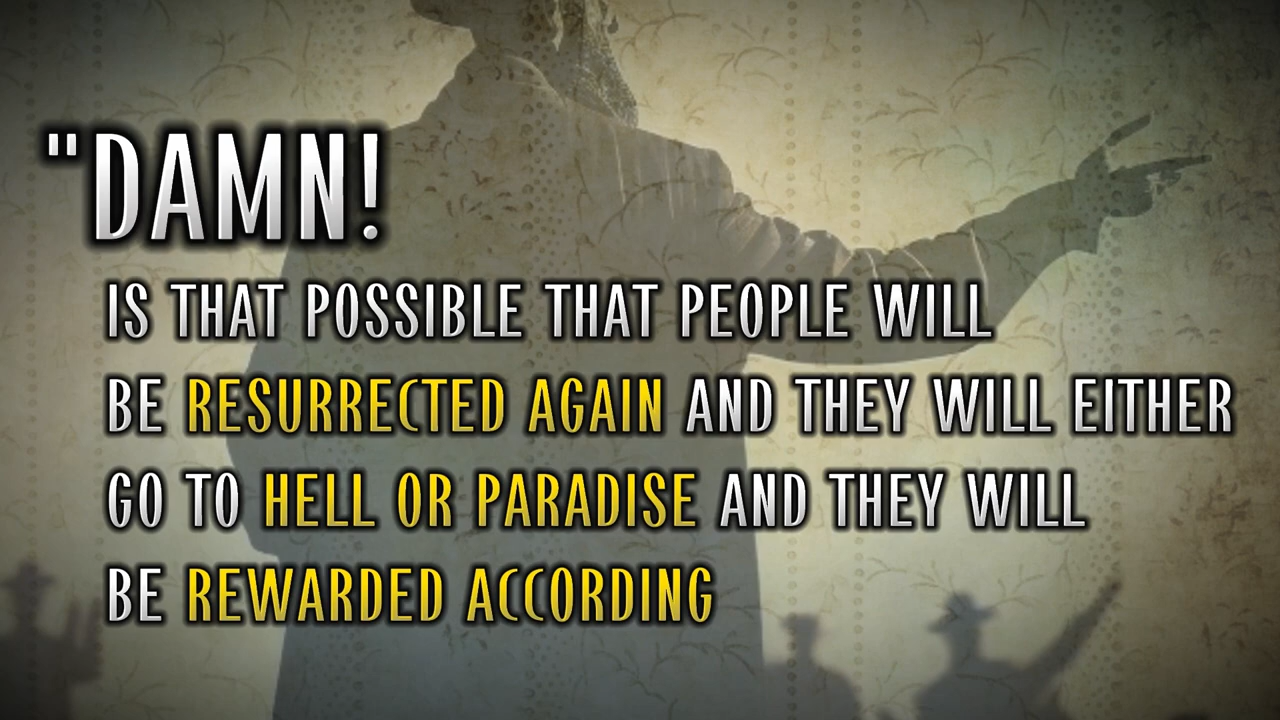 "DAMN!
IS THAT POSSIBLE THAT PEOPLE WILL
BE RESURRECTED AGAIN AND THEY WILL EITHER
GO TO HELL OR PARADISE AND THEY WILL
BE REWARDED ACCORDING